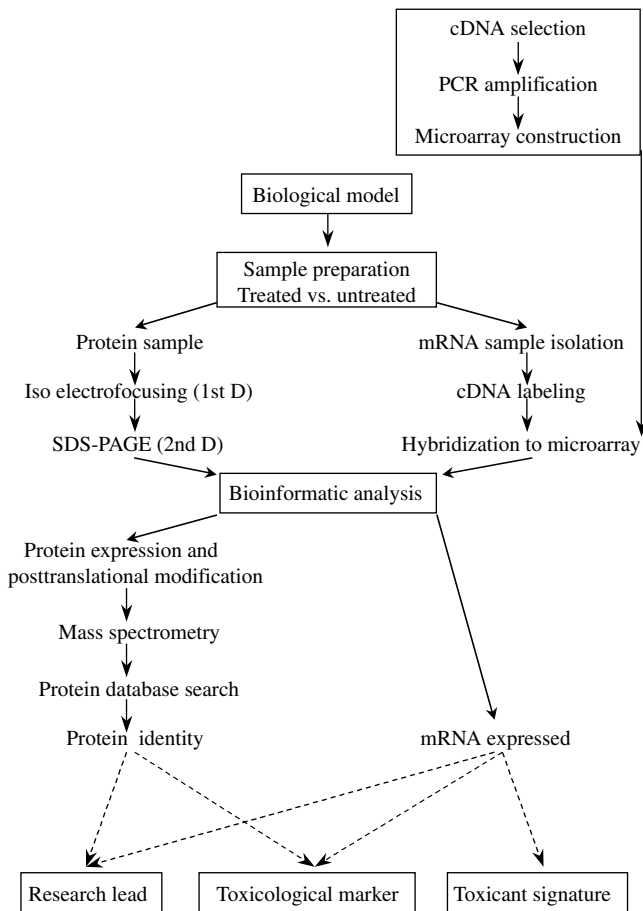 cDNA selection
PCR amplification
Microarray construction
Biological model
Sample preparation
Treated vs. untreated
Protein sample
mRNA sample isolation
Iso electrofocusing (1st D)
cDNA labeling
SDS-PAGE (2nd D)
Hybridization to microarray
Bioinformatic analysis
Protein expression and
posttranslational modification
Mass spectrometry
Protein database search
Protein identity
mRNA expressed
Research lead
Toxicological marker
Toxicant signature